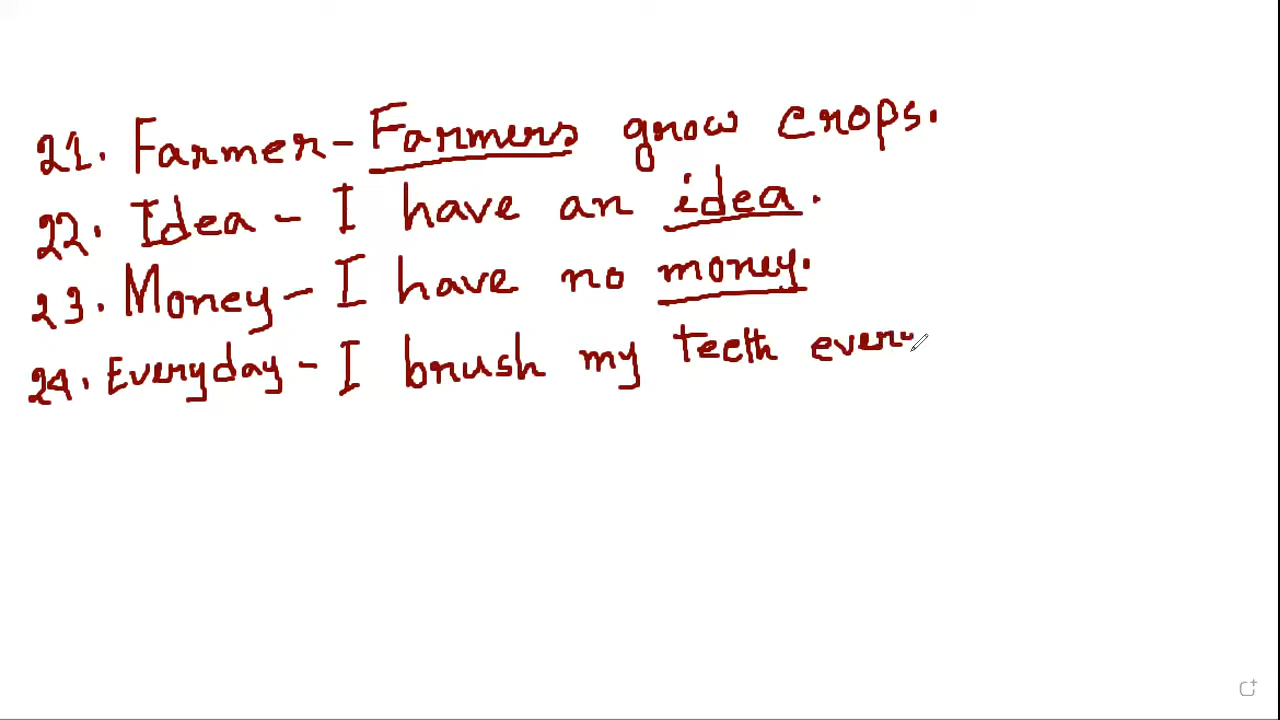 21. Farmer - Farmers grow crops.
22. Idea - I have an idea.
23. Money - I have no money.
24. Everyday - I brush my teeth ever